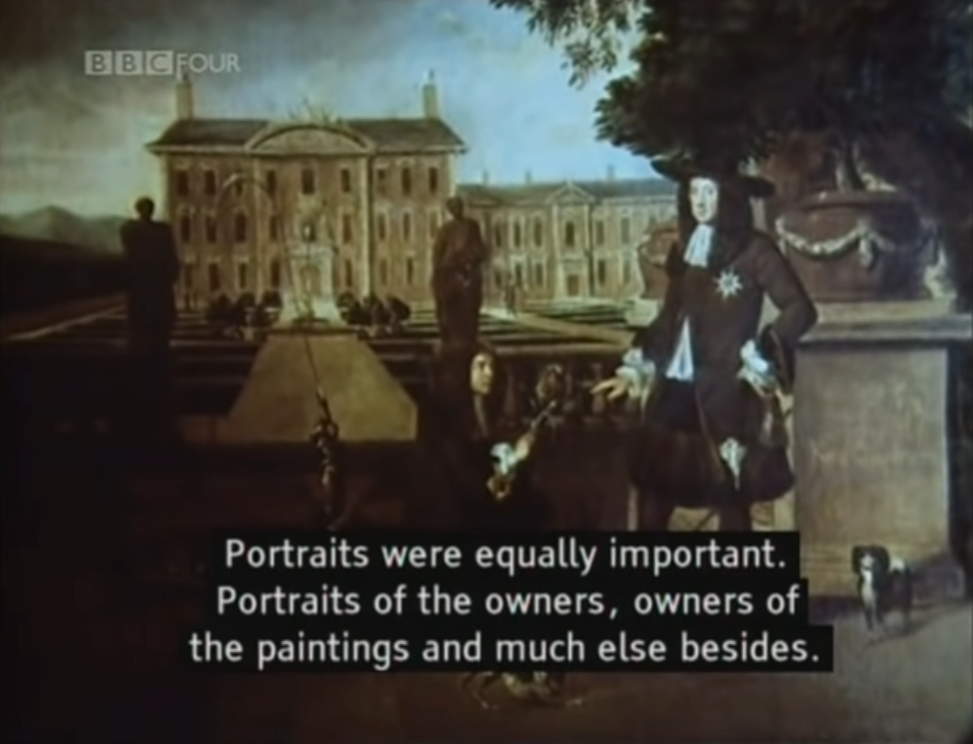 BBC FOUR
Portraits were equally important.
Portraits of the owners, owners of
the paintings and much else besides.